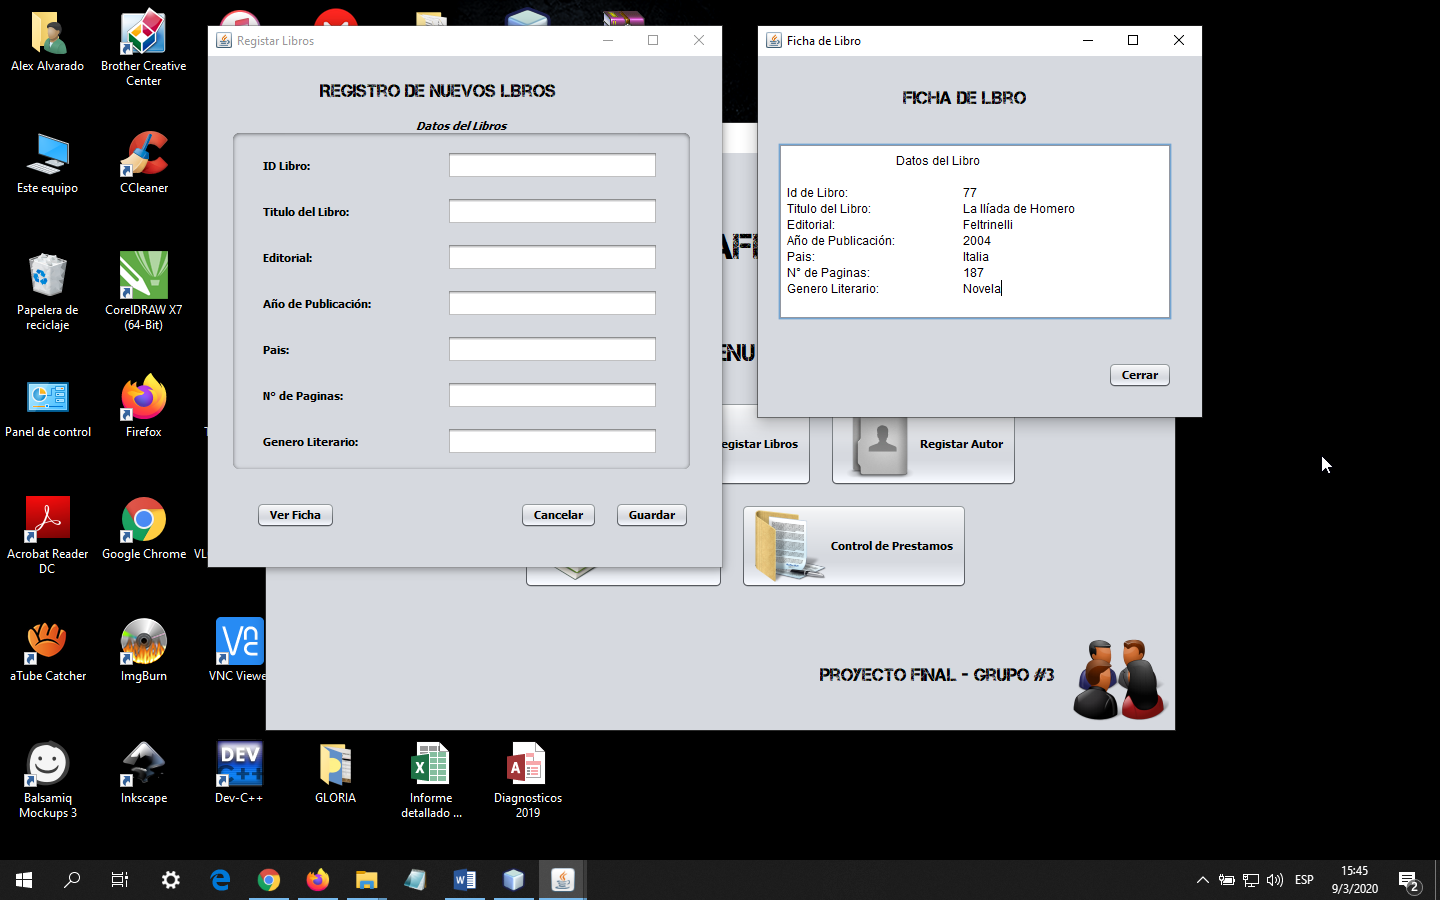 Alex Alvarado
Brother Creative
Center
Este equipo
CCleaner
Papelera de
reciclaje
CorelDRAW X7
(64-Bit)
Panel de control
Firefox
Acrobat Reader
DC
Google Chrome
aTube Catcher
ImgBurn
VNC Viewe
Balsamiq
Mockups 3
Inkscape
DEV
C++
Dev-C++
GLORIA
Informe
detallado ...
Diagnosticos
2019
Registar Libros
REGISTRO DE NUEVOS LBROS
Datos del Libros
ID Libro:
Titulo del Libro:
Editorial:
Año de Publicación:
Pais:
N° de Paginas:
Genero Literario:
Ver Ficha
Cancelar
Guardar
Ficha de Libro
FICHA DE LBRO
Datos del Libro
Id de Libro: 77
Titulo del Libro: La Ilíada de Homero
Editorial: Feltrinelli
Año de Publicación: 2004
Pais: Italia
N° de Paginas: 187
Genero Literario: Novela
Cerrar
ENU
egistar Libros
Registar Autor
Control de Prestamos
PROYECTO FINAL - GRUPO #3
ESP
15:45
9/3/2020
2